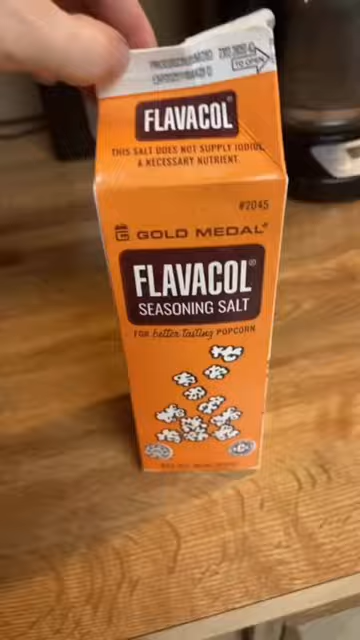 TO OPEN
FLAVACOL®
THIS SALT DOES NOT SUPPLY IODIDE,
A NECESSARY NUTRIENT.
#2045
GOLD MEDAL®
FLAVACOL®
SEASONING SALT
FOR better tasting POPCORN